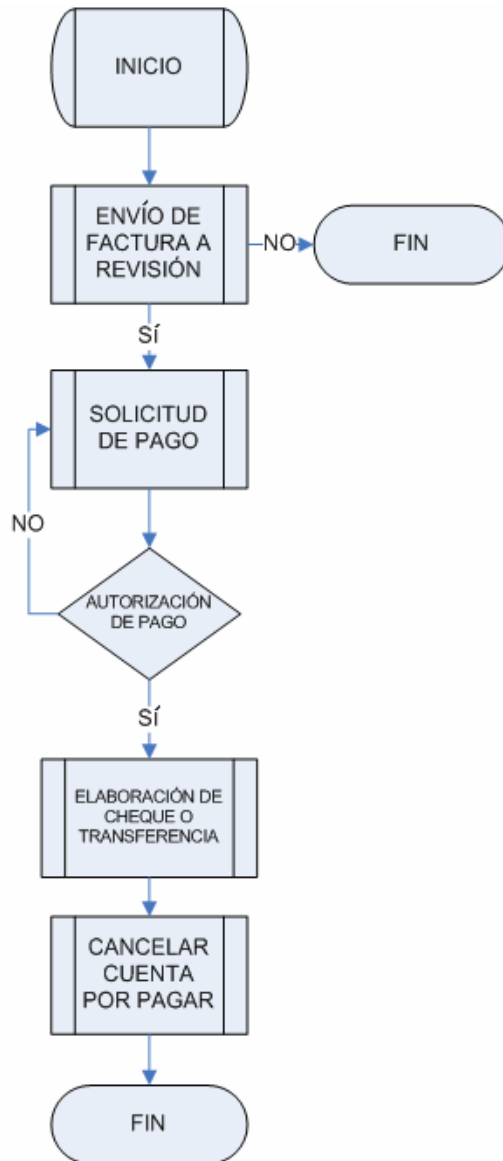 INICIO
ENVÍO DE
FACTURA A
REVISIÓN
NO
FIN
SÍ
SOLICITUD
DE PAGO
NO
AUTORIZACIÓN
DE PAGO
SÍ
ELABORACIÓN DE
CHEQUE O
TRANSFERENCIA
CANCELAR
CUENTA
POR PAGAR
FIN